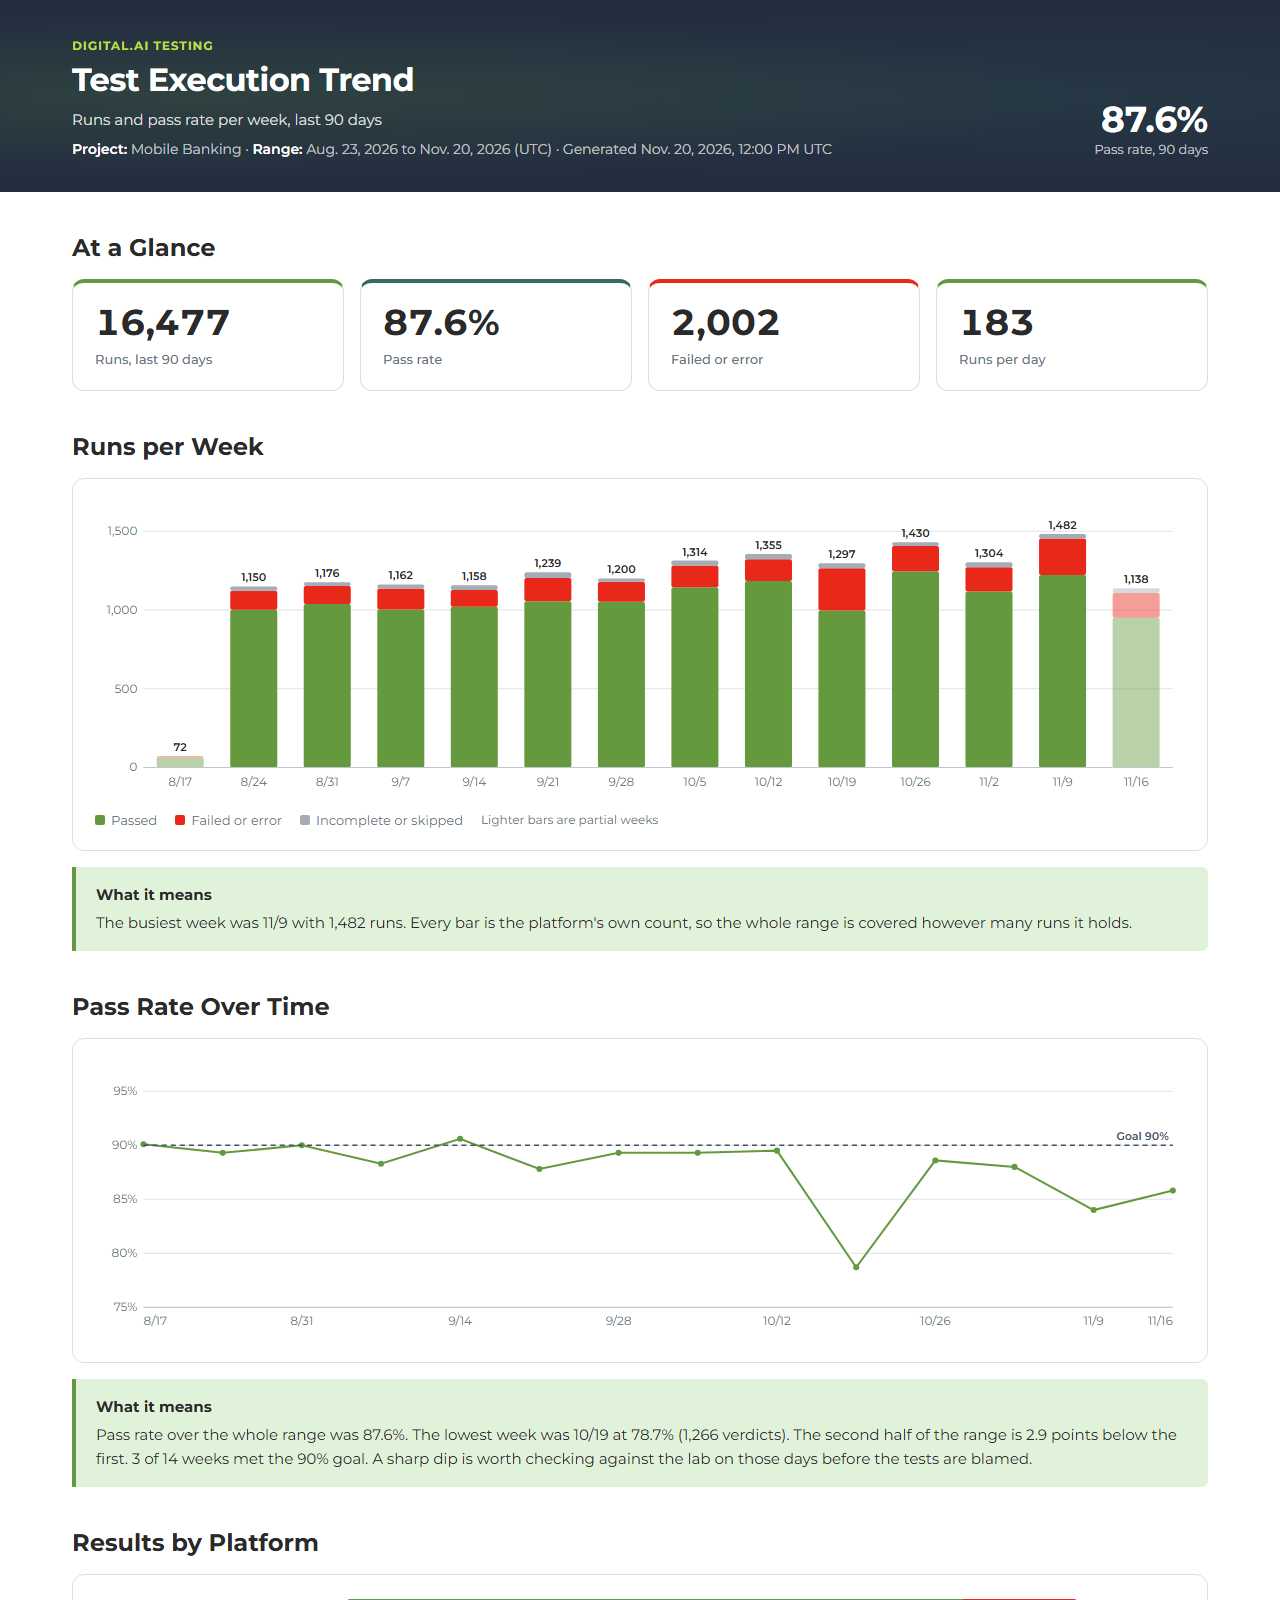 DIGITAL.AI TESTING
Test Execution Trend
Runs and pass rate per week, last 90 days
Project: Mobile Banking · Range: Aug. 23, 2026 to Nov. 20, 2026 (UTC) · Generated Nov. 20, 2026, 12:00 PM UTC
87.6%
Pass rate, 90 days
At a Glance
16,477
Runs, last 90 days
87.6%
Pass rate
2,002
Failed or error
183
Runs per day
Runs per Week
1,500
1,000
500
0
72
1,150
1,176
1,162
1,158
1,239
1,200
1,314
1,355
1,297
1,430
1,304
1,482
1,138
8/17
8/24
8/31
9/7
9/14
9/21
9/28
10/5
10/12
10/19
10/26
11/2
11/9
11/16
Passed
Failed or error
Incomplete or skipped
Lighter bars are partial weeks
What it means
The busiest week was 11/9 with 1,482 runs. Every bar is the platform's own count, so the whole range is covered however many runs it holds.
Pass Rate Over Time
95%
90%
85%
80%
75%
Goal 90%
8/17
8/31
9/14
9/28
10/12
10/26
11/9
11/16
What it means
Pass rate over the whole range was 87.6%. The lowest week was 10/19 at 78.7% (1,266 verdicts). The second half of the range is 2.9 points below the
first. 3 of 14 weeks met the 90% goal. A sharp dip is worth checking against the lab on those days before the tests are blamed.
Results by Platform